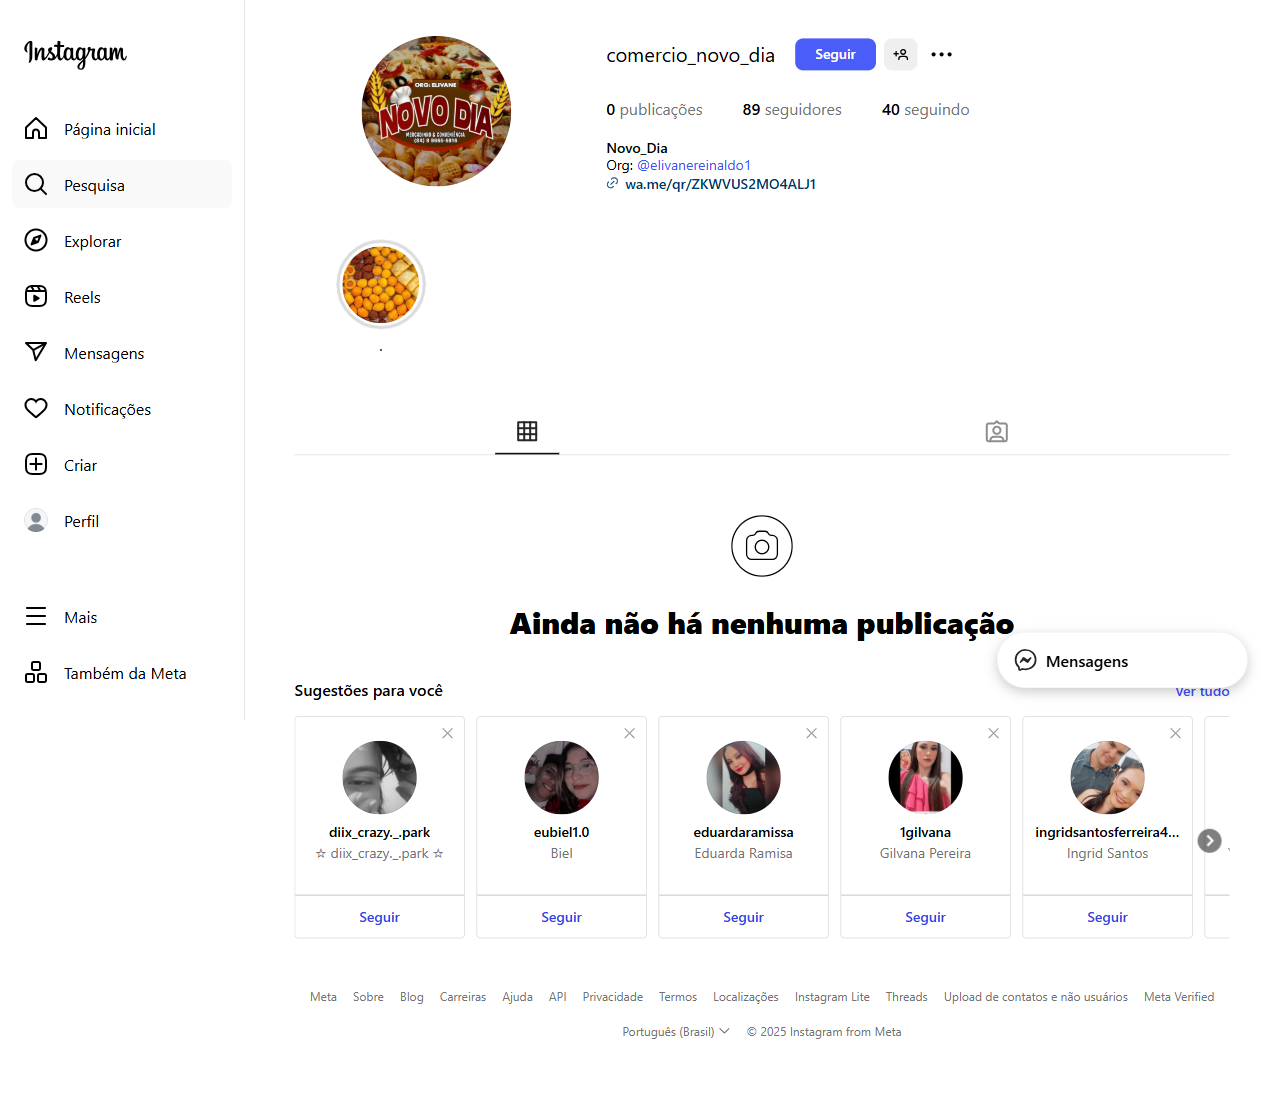 Instagram
Página inicial
Pesquisa
Explorar
Reels
Mensagens
Notificações
Criar
Perfil
Mais
Também da Meta
ORG: ELIVANE
NOVO DIA
MERCADINHO & CONVENIÊNCIA
comercio_novo_dia
Seguir
0 publicações
89 seguidores
40 seguindo
Novo_Dia
Org: @elivanereinaldo1
wa.me/qr/ZKWVUS2MO4ALJ1
.
Ainda não há nenhuma publicação
Mensagens
Sugestões para você
Ver tudo
diix_crazy._.park
☆ diix_crazy._.park ☆
Seguir
eubiel1.0
Biel
Seguir
eduardaramissa
Eduarda Ramisa
Seguir
1gilvana
Gilvana Pereira
Seguir
ingridsantosferreira4...
Ingrid Santos
Seguir
Meta Sobre Blog Carreiras Ajuda API Privacidade Termos Localizações Instagram Lite Threads Upload de contatos e não usuários Meta Verified
Português (Brasil) © 2025 Instagram from Meta